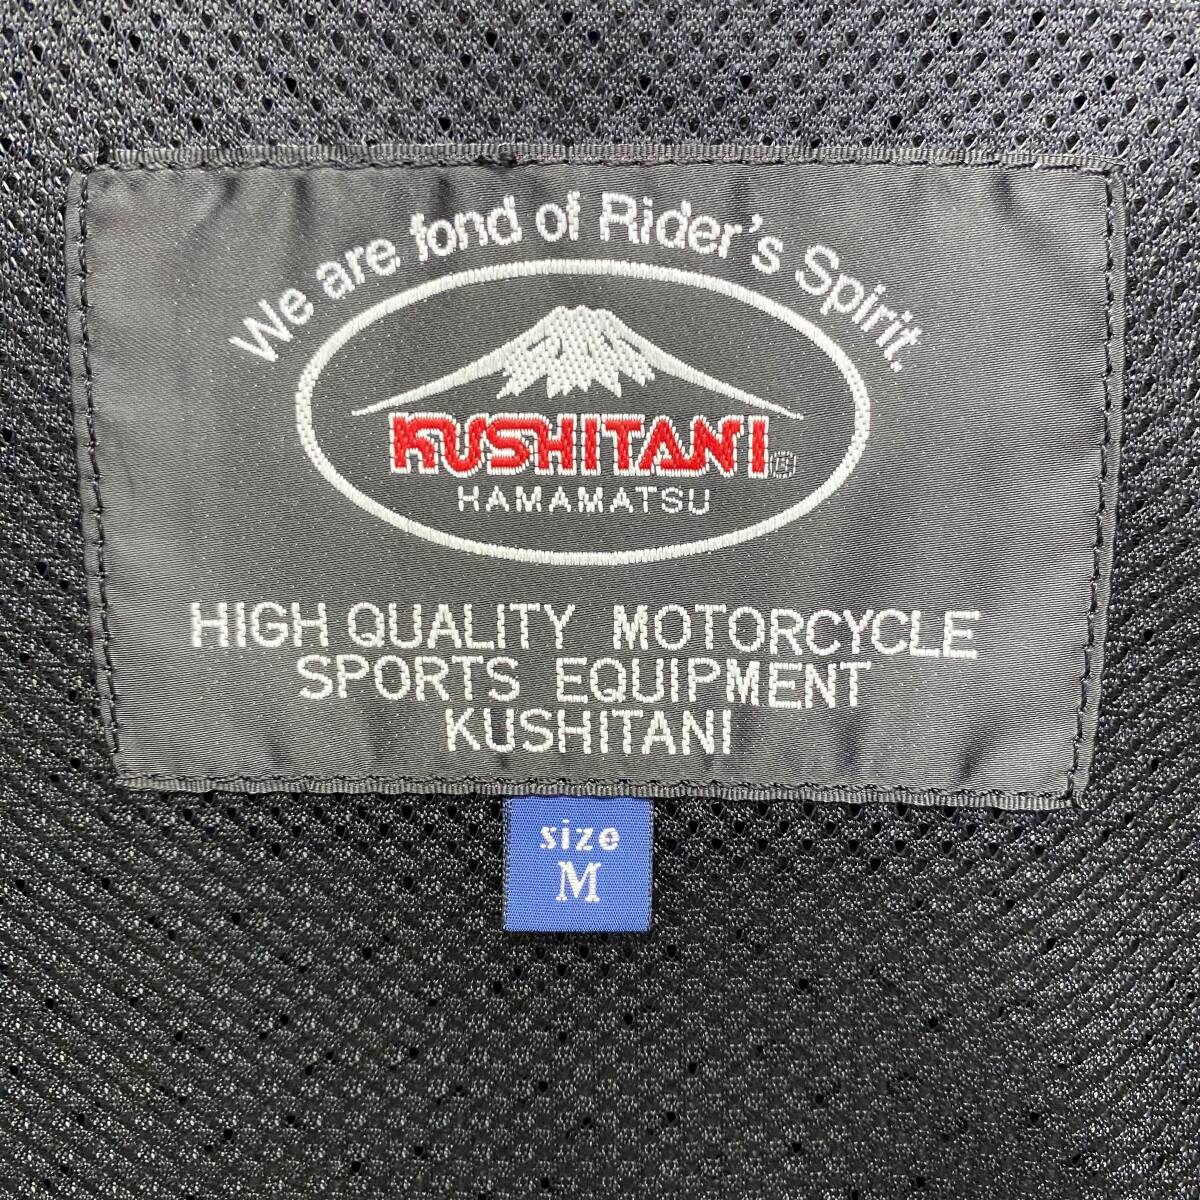 We are fond of Rider's Spirit.
KUSHITANI®
HAMAMATSU
HIGH QUALITY MOTORCYCLE
SPORTS EQUIPMENT
KUSHITANI
size
M